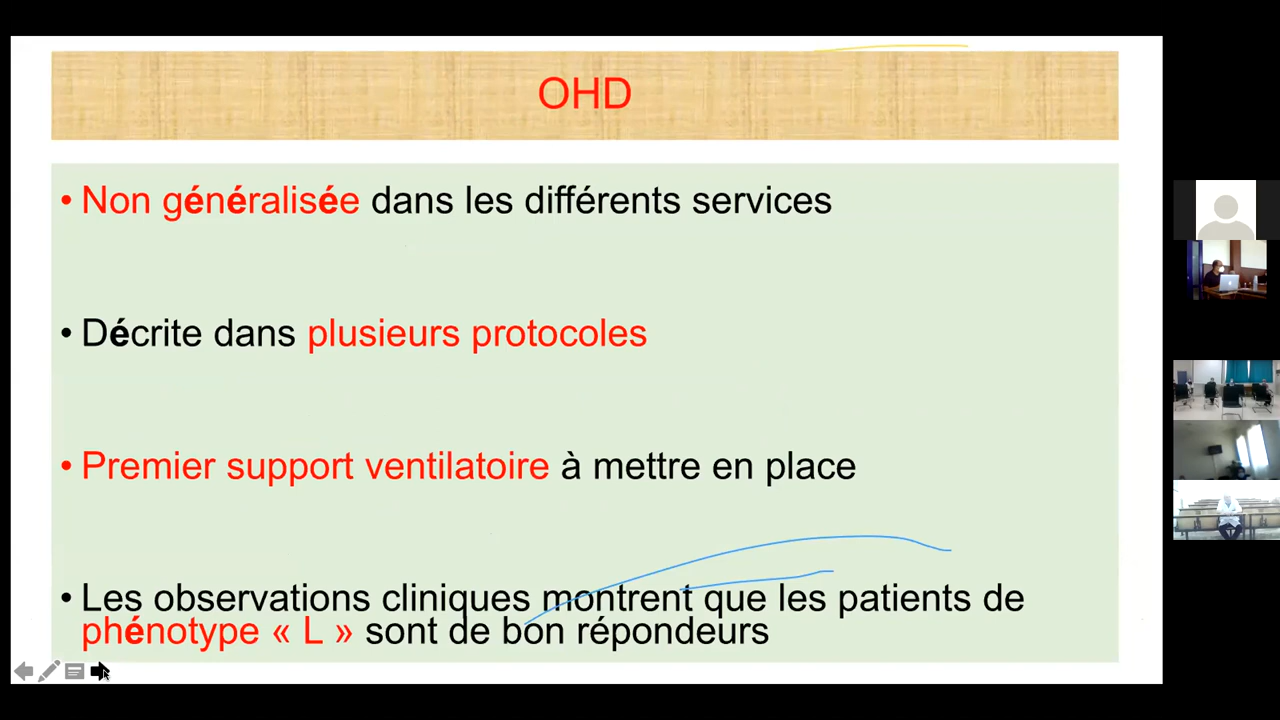 OHD
• Non généralisée dans les différents services
• Décrite dans plusieurs protocoles
• Premier support ventilatoire à mettre en place
• Les observations cliniques montrent que les patients de
phénotype « L » sont de bon répondeurs